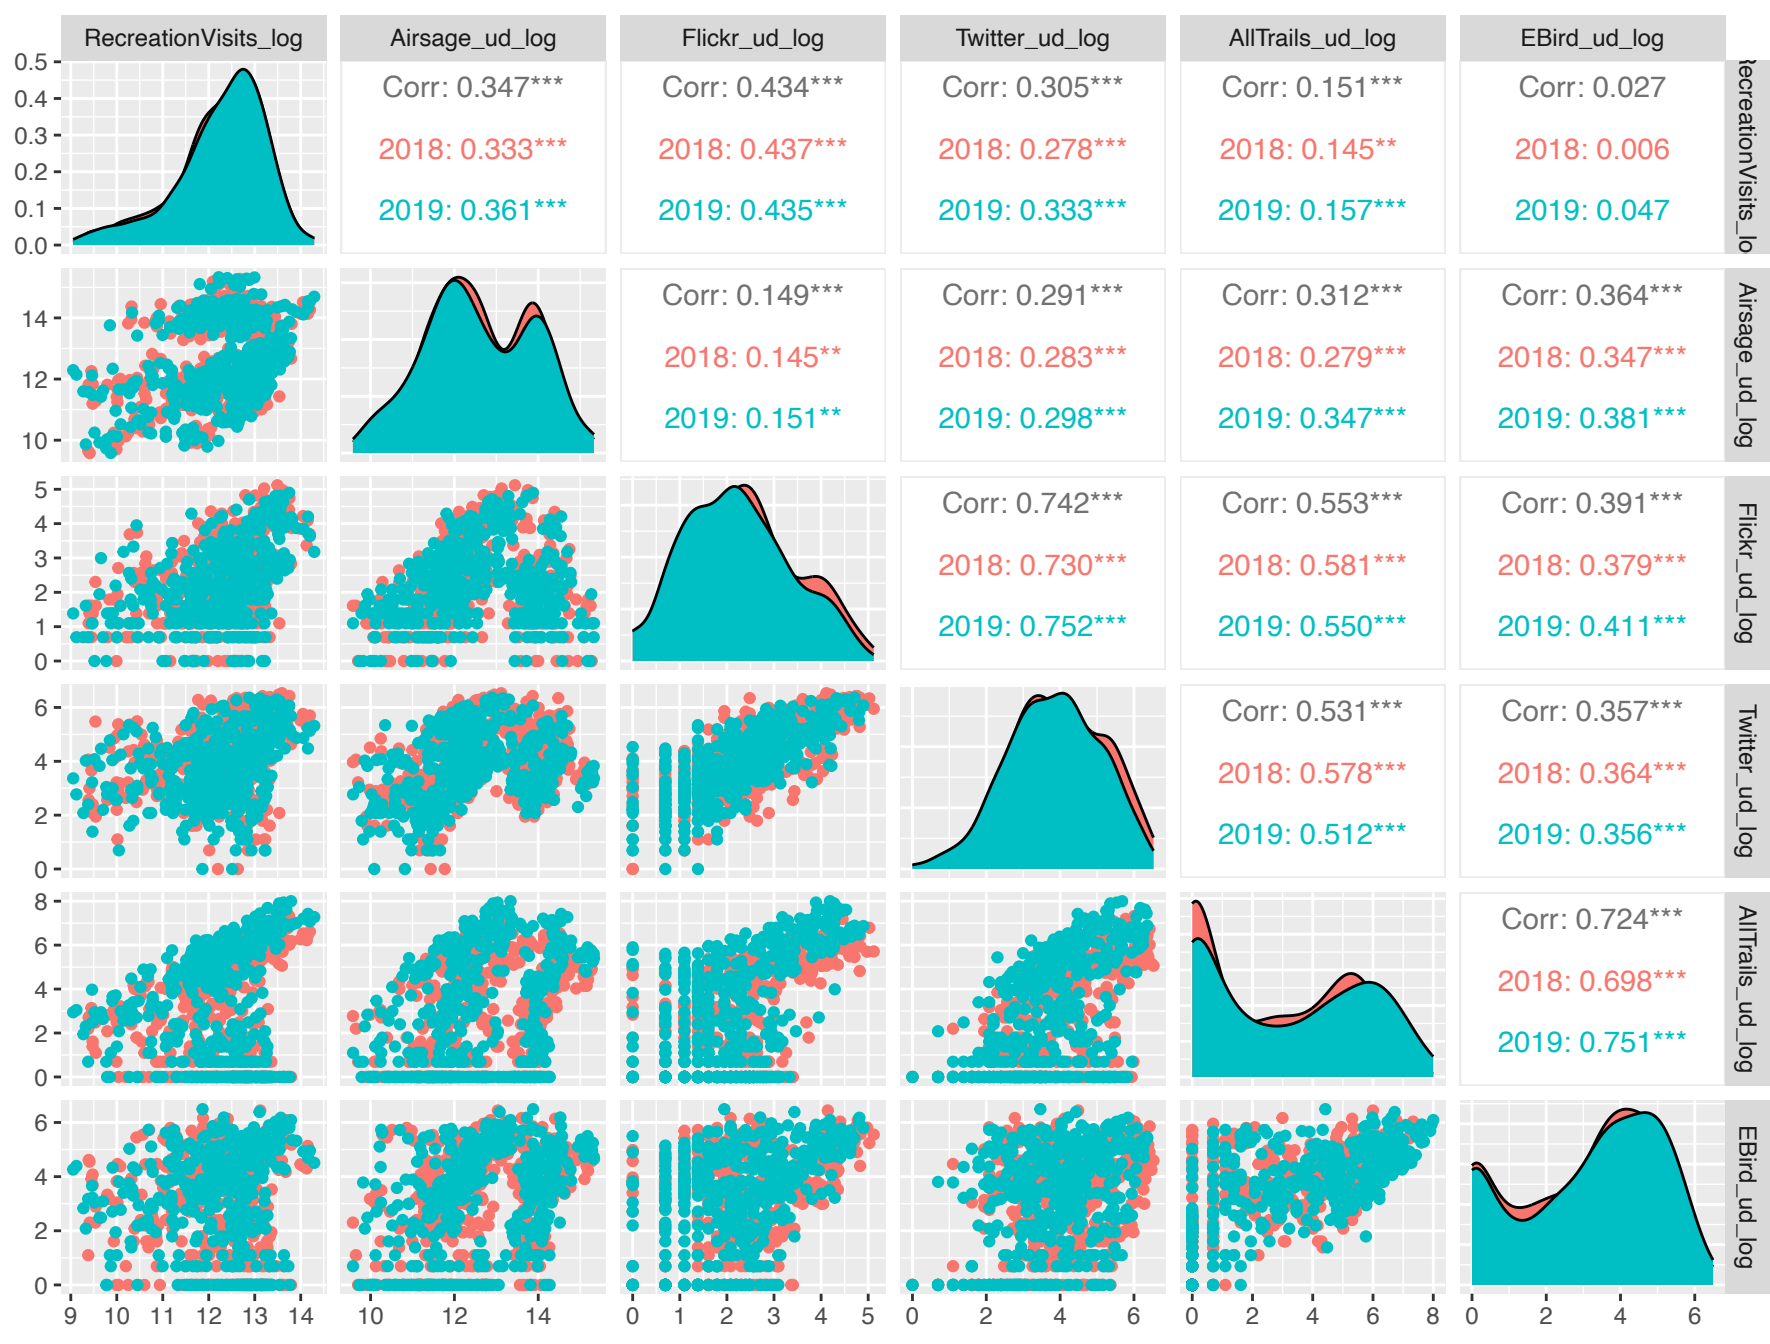 RecreationVisits_log Airsage_ud_log Flickr_ud_log Twitter_ud_log AllTrails_ud_log EBird_ud_log
0.5
0.4
0.3
0.2
0.1
0.0
Corr: 0.347*** Corr: 0.434*** Corr: 0.305*** Corr: 0.151*** Corr: 0.027
2018: 0.333*** 2018: 0.437*** 2018: 0.278*** 2018: 0.145** 2018: 0.006
2019: 0.361*** 2019: 0.435*** 2019: 0.333*** 2019: 0.157*** 2019: 0.047
RecreationVisits_lo
14
12
10
Corr: 0.149*** Corr: 0.291*** Corr: 0.312*** Corr: 0.364***
2018: 0.145** 2018: 0.283*** 2018: 0.279*** 2018: 0.347***
2019: 0.151** 2019: 0.298*** 2019: 0.347*** 2019: 0.381***
Airsage_ud_log
5
4
3
2
1
0
Corr: 0.742*** Corr: 0.553*** Corr: 0.391***
2018: 0.730*** 2018: 0.581*** 2018: 0.379***
2019: 0.752*** 2019: 0.550*** 2019: 0.411***
Flickr_ud_log
6
4
2
0
Corr: 0.531*** Corr: 0.357***
2018: 0.578*** 2018: 0.364***
2019: 0.512*** 2019: 0.356***
Twitter_ud_log
8
6
4
2
0
Corr: 0.724***
2018: 0.698***
2019: 0.751***
AllTrails_ud_log
6
4
2
0
EBird_ud_log
9 10 11 12 13 14 10 12 14 0 1 2 3 4 5 0 2 4 6 0 2 4 6 8 0 2 4 6